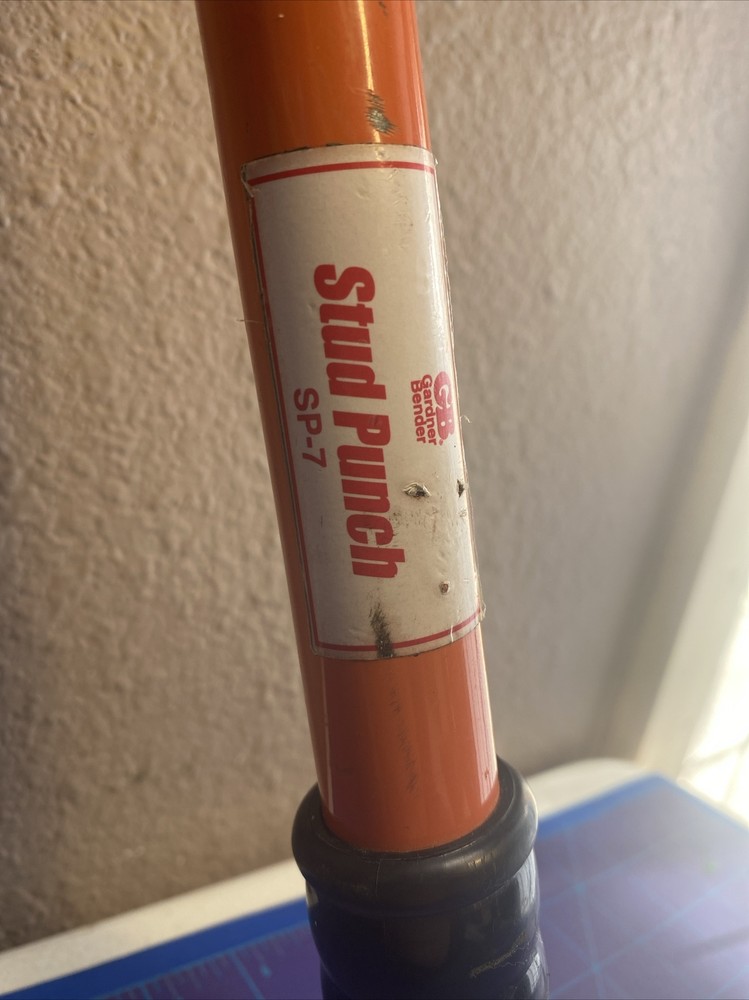 GB®
Gardner
Bender
Stud Punch
SP-7